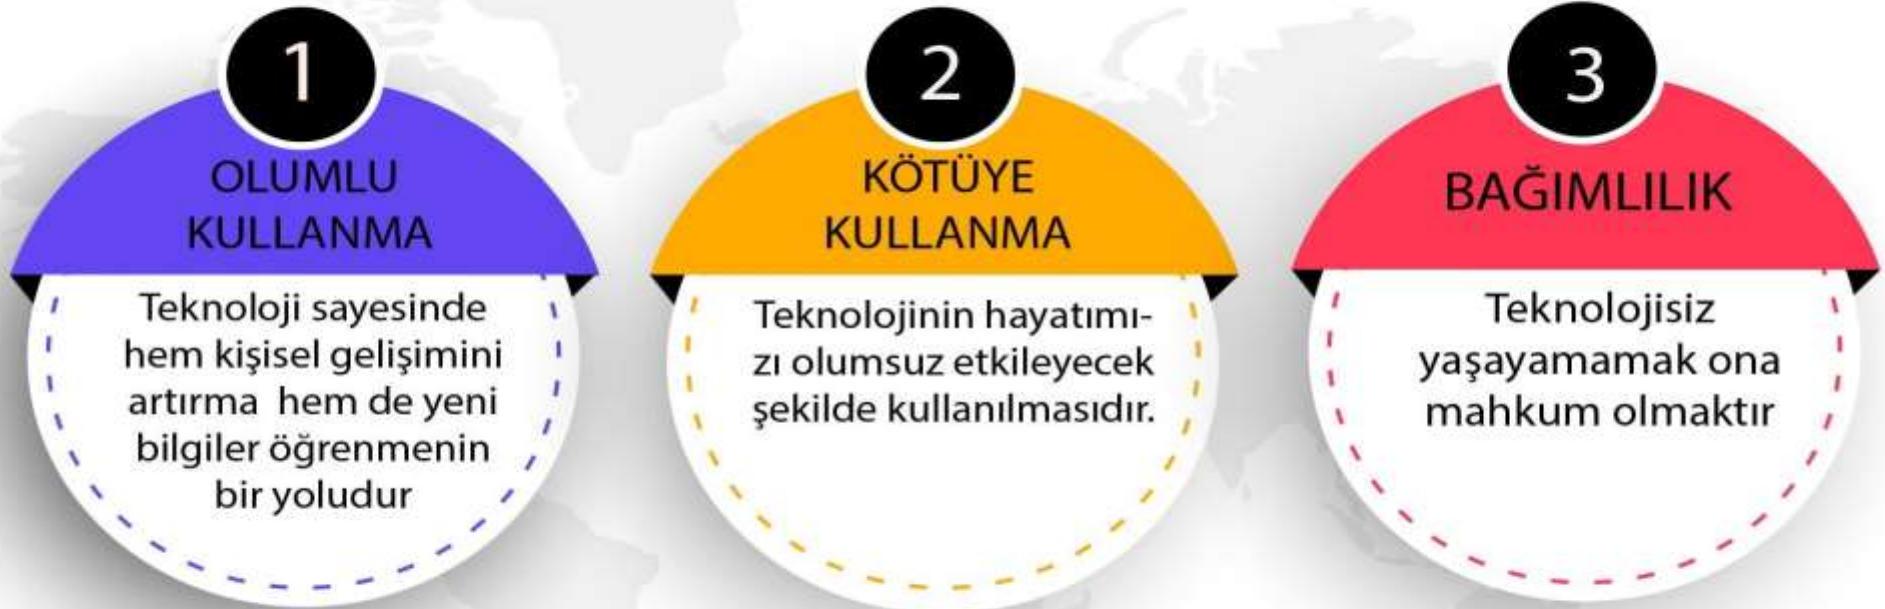 1
OLUMLU
KULLANMA
Teknoloji sayesinde
hem kişisel gelişimini
artırma hem de yeni
bilgiler öğrenmenin
bir yoludur
2
KÖTÜYE
KULLANMA
Teknolojinin hayatımı-
zı olumsuz etkileyecek
şekilde kullanılmasıdır.
3
BAĞIMLILIK
Teknolojisiz
yaşayamamak ona
mahkum olmaktır